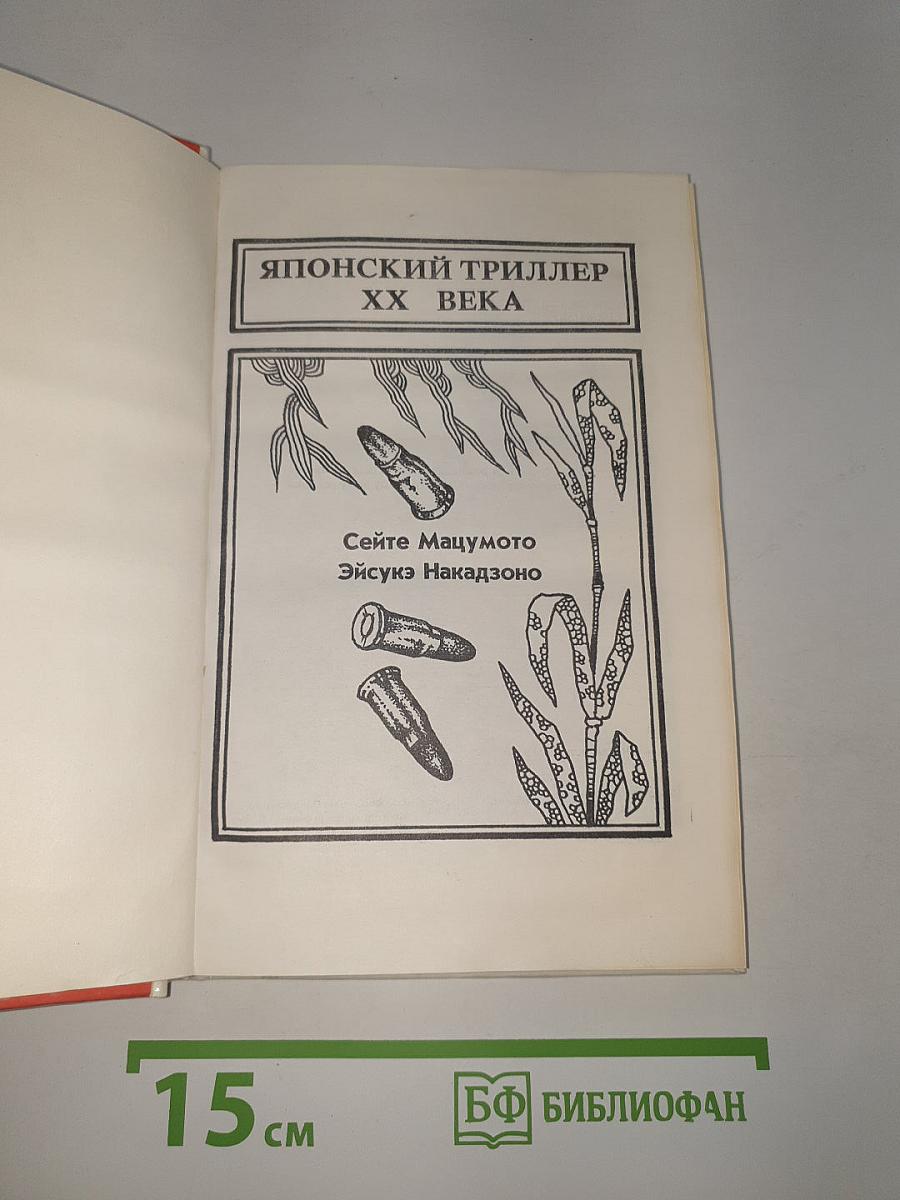 ЯПОНСКИЙ ТРИЛЛЕР
XX ВЕКА
Сейте Мацумото
Эйсукэ Накадзоно
15 см
БФ БИБЛИОФАН